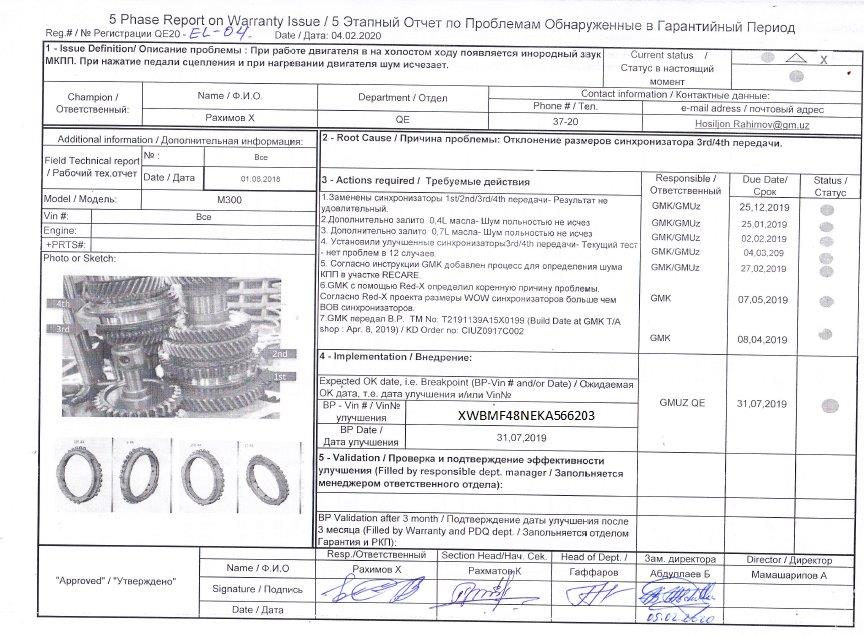 5 Phase Report on Warranty Issue / 5 Этапный Отчет по Проблемам Обнаруженные в Гарантийный Период
Reg.# / № Регистрации QE20 - EL-04. Дата / Date: 04.02.2020
1 - Issue Definition/ Описание проблемы : При работе двигателя в на холостом ходу появляется инородный заук
МКПП. При нажатие педали сцепления и при нагревании двигателя шум исчезает.
Current status /
Статус в настоящий
момент
X
Champion /
Ответственный:
Name / Ф.И.О.
Рахимов Х
Department / Отдел
QE
Contact information / Контактные данные:
Phone # / Тел.
37-20
e-mail adress / почтовый адрес
Hosiljon Rahimov@gm.uz
Additional information / Дополнительная информация:
Field Technical report
/ Рабочий тех.отчет
№ :
Все
Date / Дата
01.08.2018
Model / Модель:
M300
Vin #:
Все
Engine:
+PRTS#:
Photo or Sketch:
4th
3rd
2nd
1st
2 - Root Cause / Причина проблемы: Отклонение размеров синхронизатора 3rd/4th передачи.
3 - Actions required / Требуемые действия
Responsible /
Ответственный
Due Date/
Срок
Status /
Статус
1.Заменены синхронизаторы 1st/2nd/3rd/4th передачи- Результат не
удовлительный.
GMK/GMUz
25,12,2019
2.Дополнительно залито 0,4L масла- Шум польностью не исчез
GMK/GMUz
25,01,2019
3. Дополнительно залито 0,7L масла- Шум польностью не исчез
GMK/GMUz
02,02,2019
4. Установили улучшенные синхронизаторы3rd/4th передачи- Текущий тест
- нет проблем в 12 случаев.
GMK/GMUz
04,03,209
5. Согласно инструкции GMK добавлен процесс для определения шума
КПП в участке RECARE.
GMK/GMUz
27,02,2019
6.GMK с помощью Red-X определил коренную причину проблемы.
Согласно Red-X проекта размеры WOW синхронизаторов больше чем
BOB синхронизаторов.
GMK
07,05,2019
7.GMK передал B.P. TM No: T2191139A15X0199 (Build Date at GMK T/A
shop : Apr. 8, 2019) / KD Order no: CIUZ0917C002
GMK
08,04,2019
4 - Implementation / Внедрение:
Expected OK date, i.e. Breakpoint (BP-Vin # and/or Date) / Ожидаемая
ОК дата, т.е. дата улучшения и/или Vin№
BP - Vin # / Vin№
улучшения
XWBMF48NEKA566203
BP Date /
Дата улучшения
31,07,2019
GMUZ QE
31,07,2019
5 - Validation / Проверка и подтверждение эффективности
улучшения (Filled by responsible dept. manager / Запольняется
менеджером ответственного отдела):
BP Validation after 3 month / Подтверждение даты улучшения после
3 месяца (Filled by Warranty and PDQ dept. / Запольняется отделом
Гарантия и РКП):
"Approved" / "Утверждено"
Resp./Ответственный
Section Head/Нач. Сек.
Head of Dept. /
Зам. директора
Director / Директор
Name / Ф.И.О
Рахимов Х
Рахматов К
Гаффаров
Абдуллаев Б
Мамашарипов А
Signature / Подпись
Date / Дата
05.02.2020